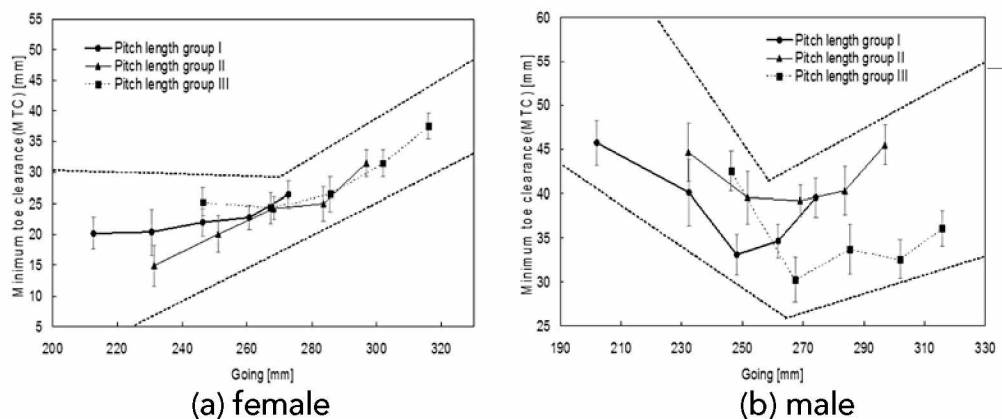 Minimum toe clearance(MTC) [mm]
55
50
45
40
35
30
25
20
15
10
5
Pitch length group I
Pitch length group II
Pitch length group III
200 220 240 260 280 300 320
Going [mm]
(a) female
Minimum toe clearance(MTC) [mm]
60
55
50
45
40
35
30
25
Pitch length group I
Pitch length group II
Pitch length group III
190 210 230 250 270 290 310 330
Going [mm]
(b) male